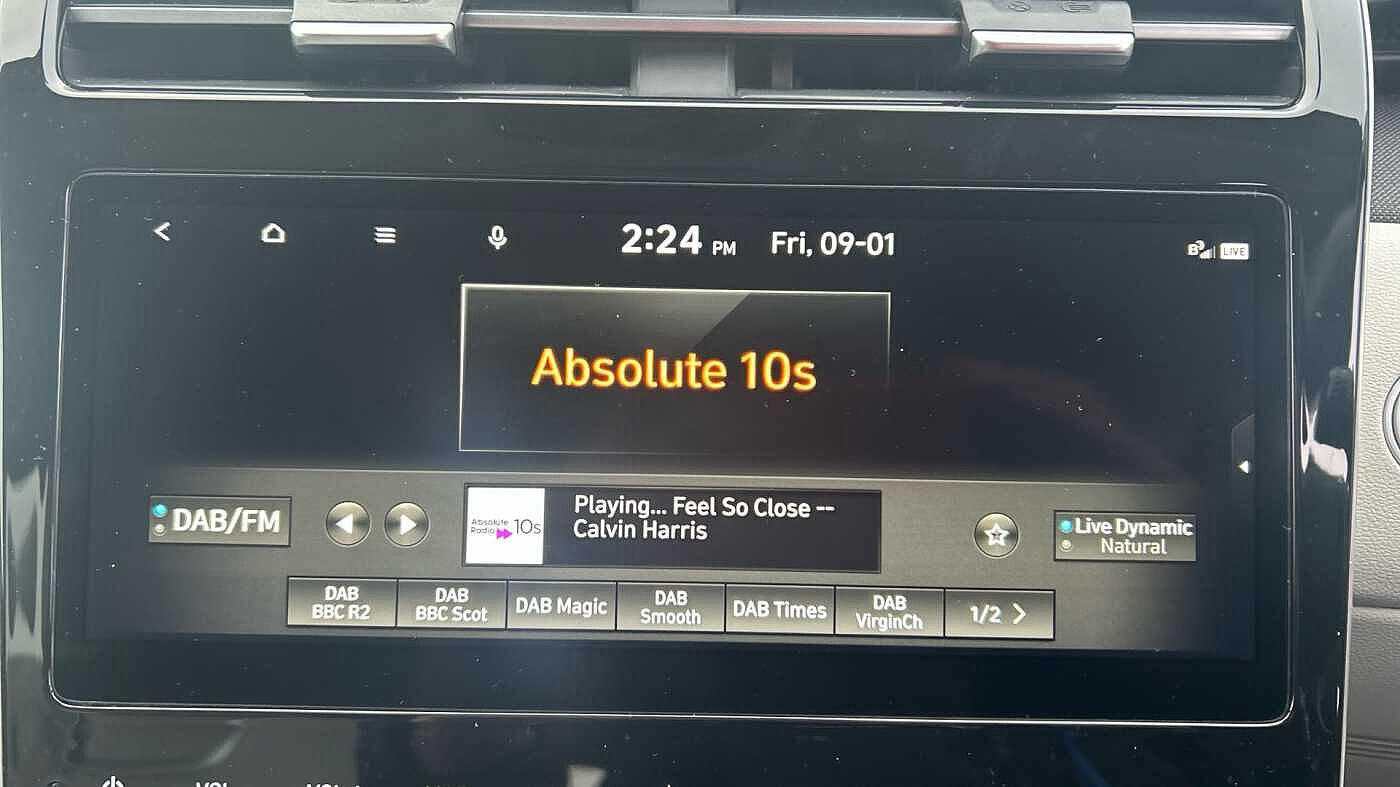 2:24 PM Fri, 09-01
LIVE
Absolute 10s
DAB/FM
Absolute
Radio 10s
Playing... Feel So Close --
Calvin Harris
Live Dynamic
Natural
DAB
BBC R2
DAB
BBC Scot
DAB Magic
DAB
Smooth
DAB Times
DAB
VirginCh
1/2